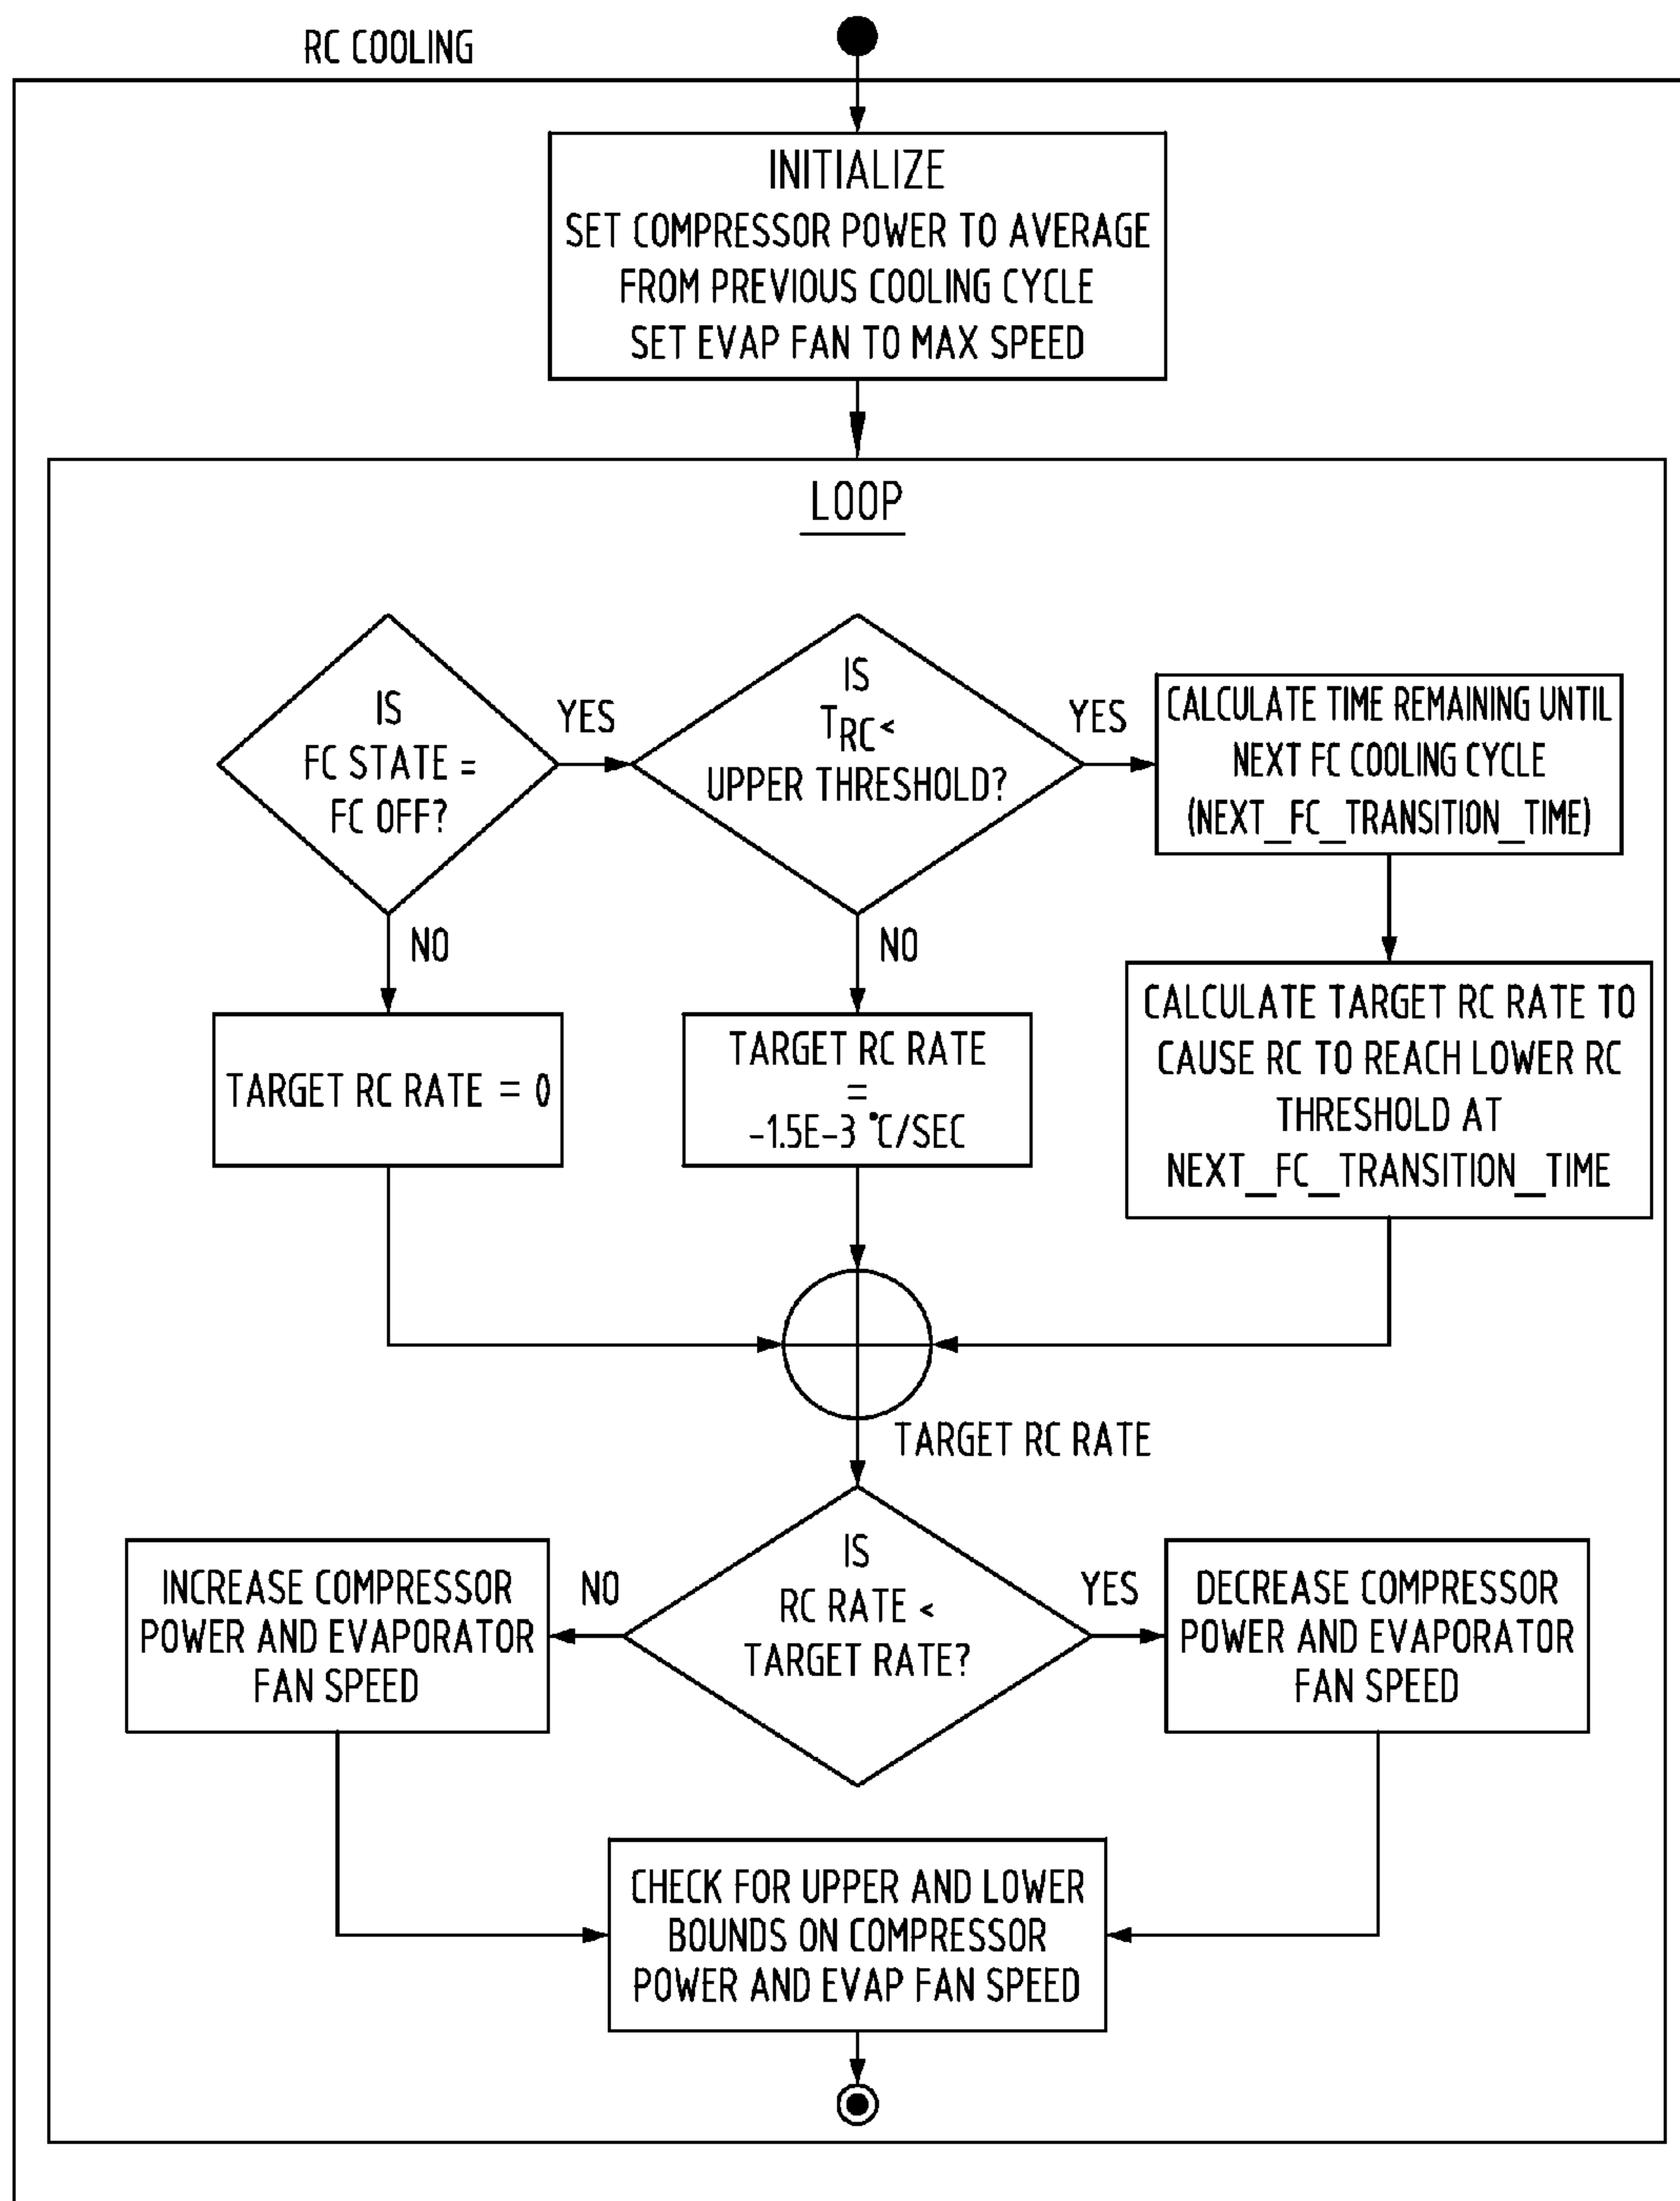 RC COOLING
INITIALIZE
SET COMPRESSOR POWER TO AVERAGE
FROM PREVIOUS COOLING CYCLE
SET EVAP FAN TO MAX SPEED
LOOP
IS
FC STATE =
FC OFF?
YES
IS
TRC<
UPPER THRESHOLD?
YES
CALCULATE TIME REMAINING UNTIL
NEXT FC COOLING CYCLE
(NEXT_FC_TRANSITION_TIME)
NO
NO
TARGET RC RATE = 0
TARGET RC RATE
=
-1.5E-3 °C/SEC
CALCULATE TARGET RC RATE TO
CAUSE RC TO REACH LOWER RC
THRESHOLD AT
NEXT_FC_TRANSITION_TIME
TARGET RC RATE
INCREASE COMPRESSOR
POWER AND EVAPORATOR
FAN SPEED
NO
IS
RC RATE <
TARGET RATE?
YES
DECREASE COMPRESSOR
POWER AND EVAPORATOR
FAN SPEED
CHECK FOR UPPER AND LOWER
BOUNDS ON COMPRESSOR
POWER AND EVAP FAN SPEED